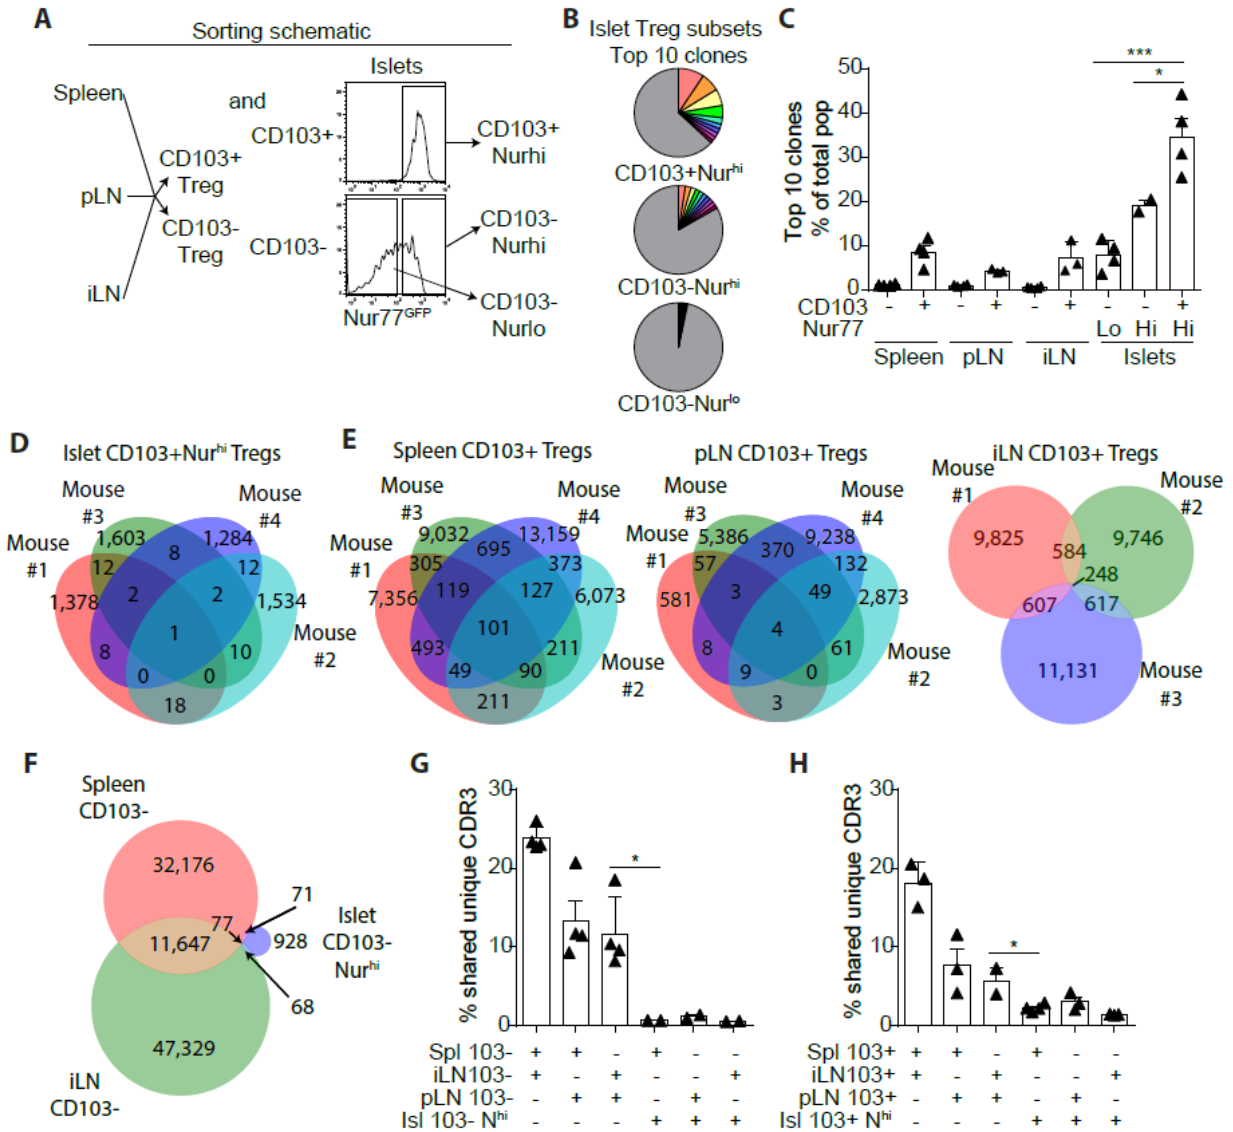 A
Sorting schematic
Spleen
pLN
iLN
CD103+
Treg
CD103-
Treg
and
Islets
CD103+
CD103-
Nur77GFP
CD103+
Nurhi
CD103-
Nurhi
CD103-
Nurlo
B
Islet Treg subsets
Top 10 clones
CD103+Nurhi
CD103-Nurhi
CD103-Nurlo
C
Top 10 clones
% of total pop
50
40
30
20
10
0
***
*
CD103 - + - + - + - - +
Nur77 Lo Hi Hi
Spleen pLN iLN Islets
D
Islet CD103+Nurhi Tregs
Mouse
#3
Mouse
#4
Mouse
#1
Mouse
#2
1,603
8
1,284
12
12
1,378
2
2
1,534
1
8
10
0
0
18
E
Spleen CD103+ Tregs
Mouse
#3
Mouse
#4
Mouse
#1
Mouse
#2
9,032
695
13,159
305
373
7,356
119
127
6,073
101
493
211
49
90
211
pLN CD103+ Tregs
Mouse
#3
Mouse
#4
Mouse
#1
Mouse
#2
5,386
370
9,238
57
132
581
3
49
2,873
4
8
61
9
0
3
iLN CD103+ Tregs
Mouse
#1
Mouse
#2
9,825
584
9,746
248
607
617
11,131
Mouse
#3
F
Spleen
CD103-
32,176
77
71
11,647
928
Islet
CD103-
Nurhi
68
47,329
iLN
CD103-
G
% shared unique CDR3
30
20
10
0
*
Spl 103- + + - + - -
iLN103- + - + - - +
pLN 103- - + + - + -
Isl 103- Nhi - - - + + +
H
% shared unique CDR3
30
20
10
0
*
Spl 103+ + + - + - -
iLN103+ + - + - - +
pLN 103+ - + + - + -
Isl 103+ Nhi - - - + + +